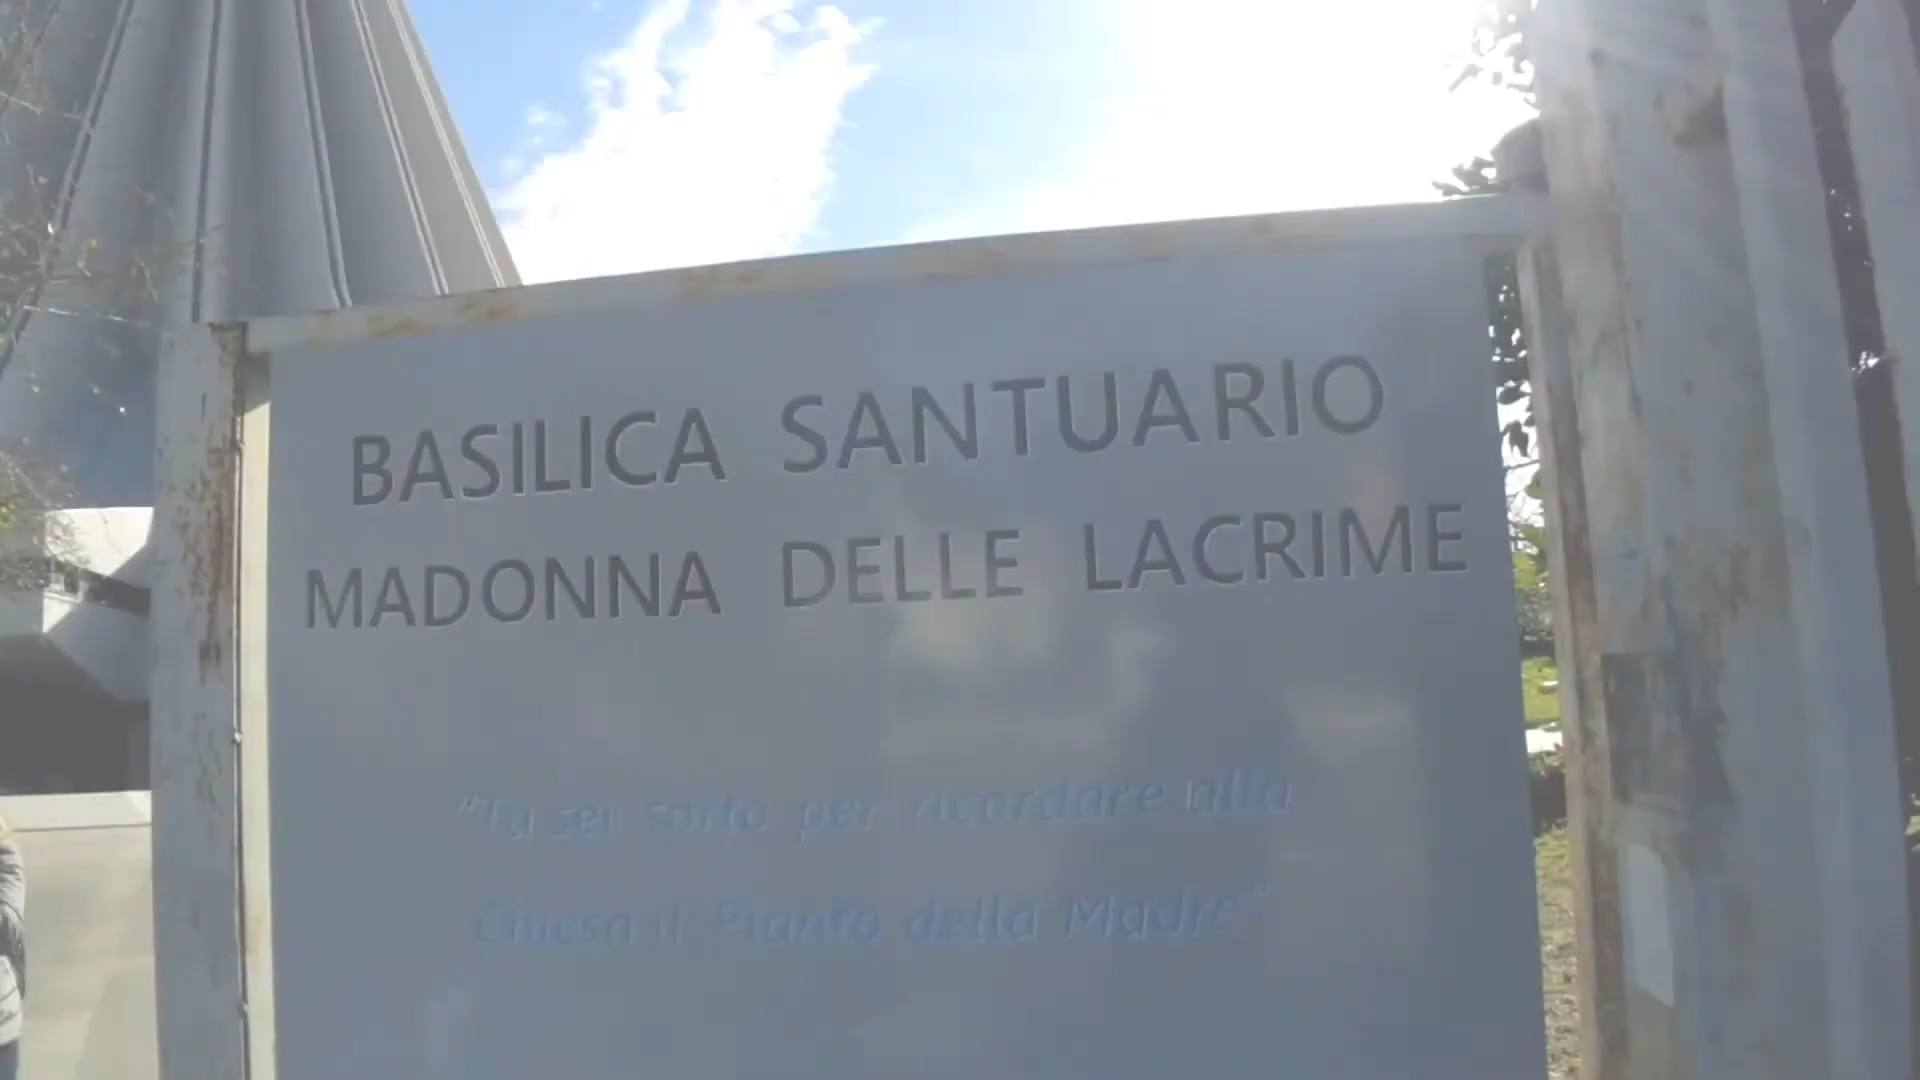 BASILICA SANTUARIO
MADONNA DELLE LACRIME
"Tu sei sorto per ricordare alla
Chiesa il Pianto della Madre"